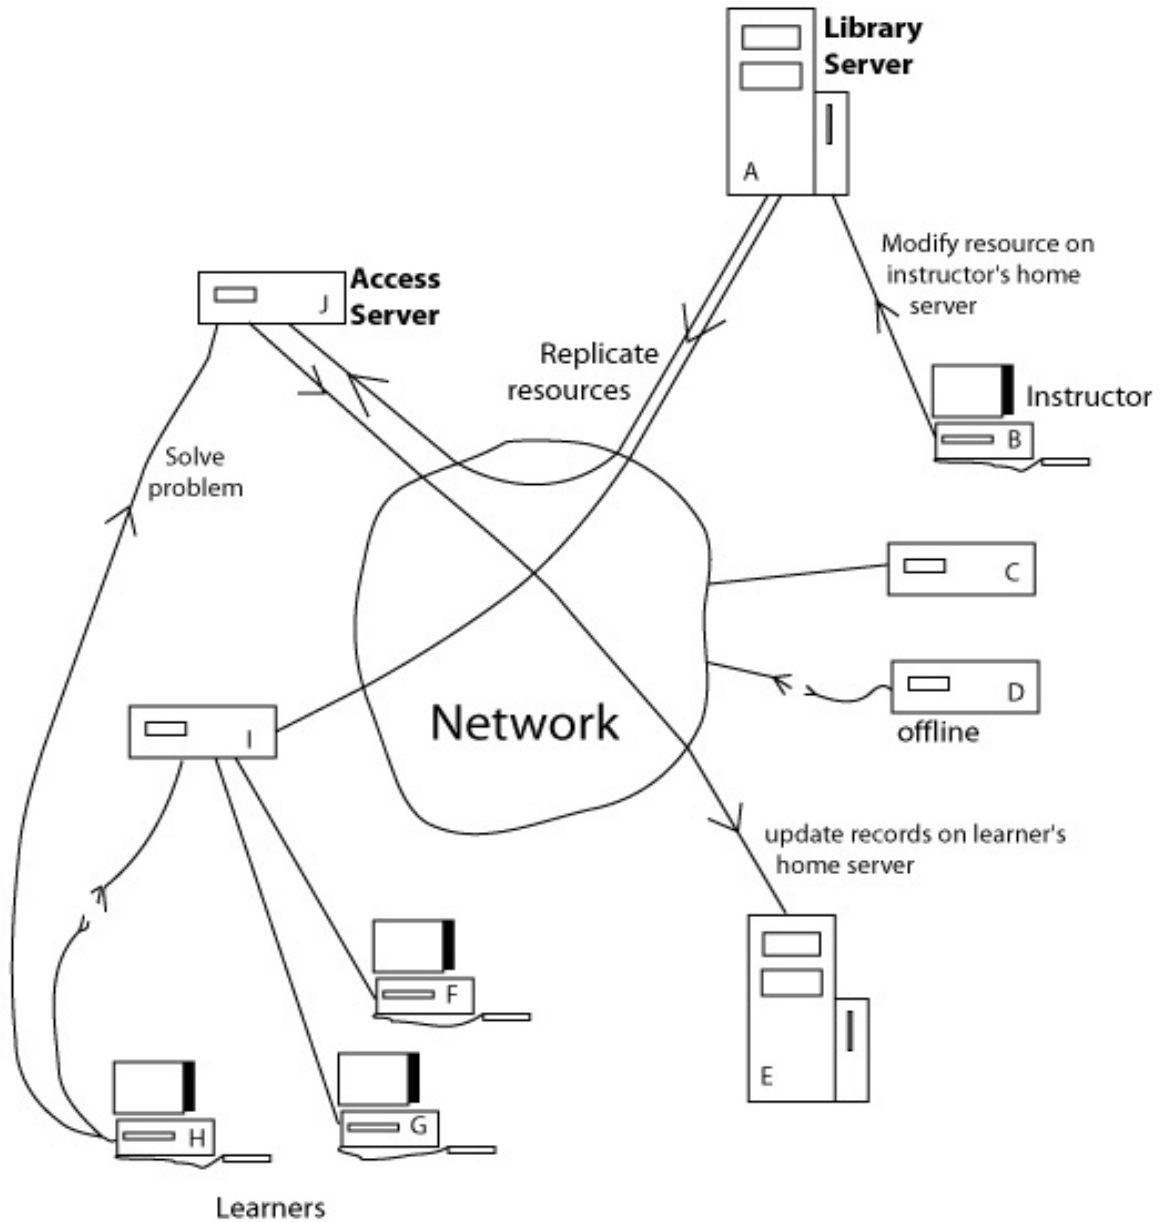 Library
Server
A
Modify resource on
instructor's home
server
Access
Server
J
Replicate
resources
Instructor
B
Solve
problem
C
D
offline
Network
I
update records on learner's
home server
F
E
G
H
Learners